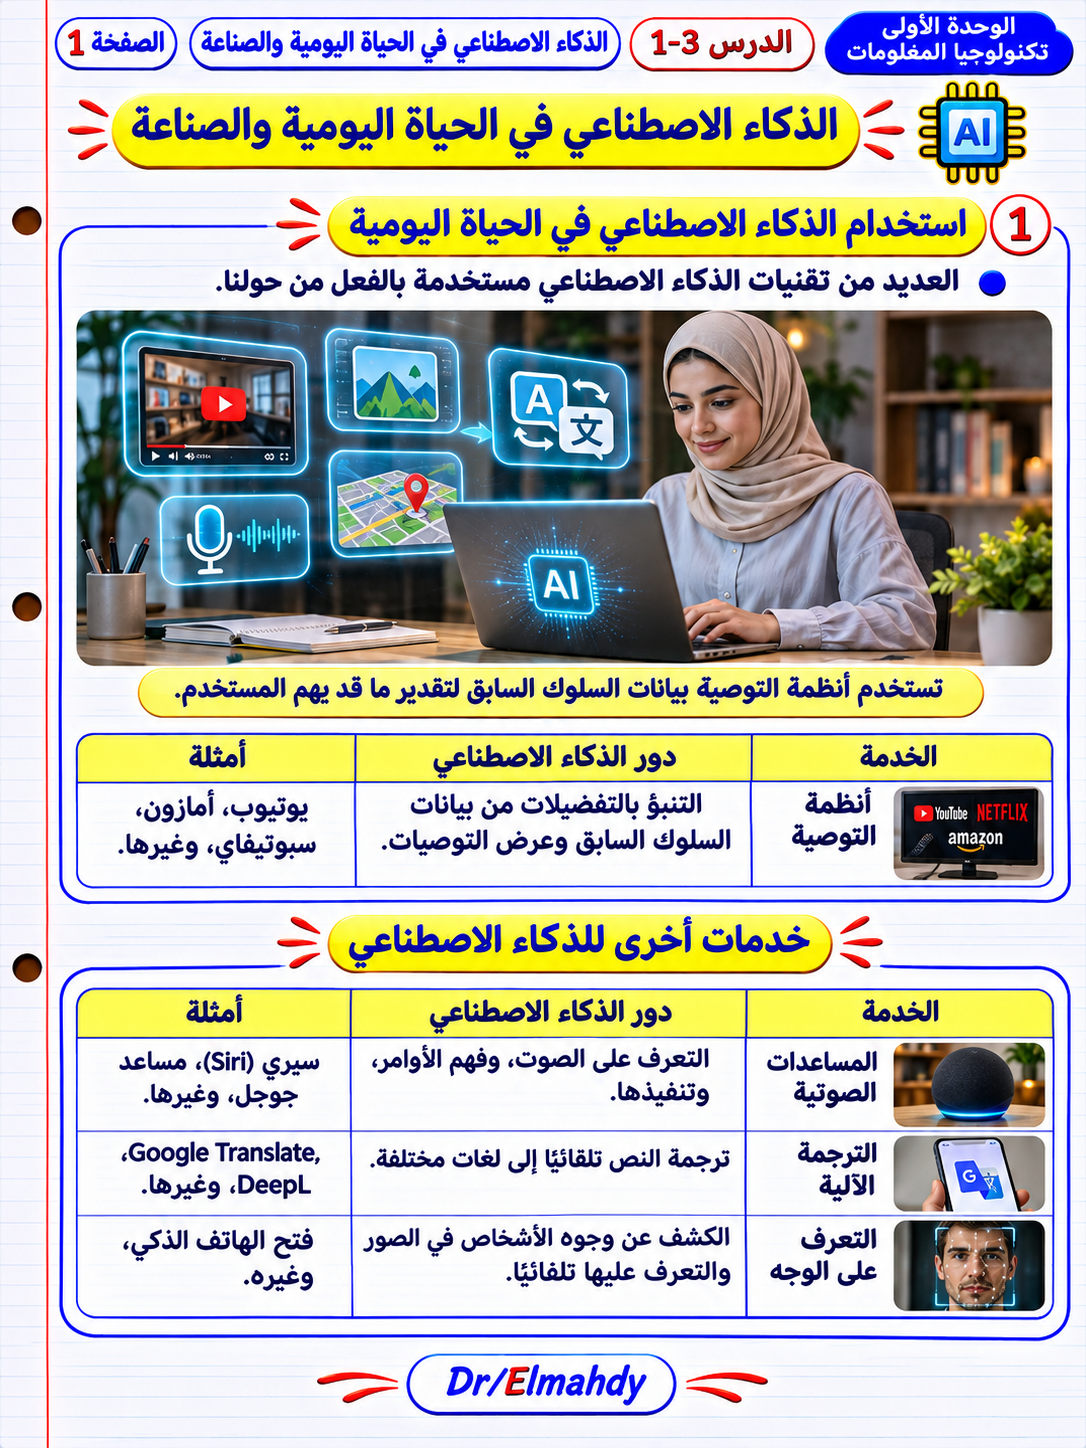 الوحدة الأولى
تكنولوجيا المعلومات
الدرس 3-1
الذكاء الاصطناعي في الحياة اليومية والصناعة
الصفحة 1
الذكاء الاصطناعي في الحياة اليومية والصناعة
AI
1 استخدام الذكاء الاصطناعي في الحياة اليومية
العديد من تقنيات الذكاء الاصطناعي مستخدمة بالفعل من حولنا.
A
文
AI
تستخدم أنظمة التوصية بيانات السلوك السابق لتقدير ما قد يهم المستخدم.
الخدمة
دور الذكاء الاصطناعي
أمثلة
YouTube NETFLIX
amazon
أنظمة
التوصية
التنبؤ بالتفضيلات من بيانات
السلوك السابق وعرض التوصيات.
يوتيوب، أمازون،
سبوتيفاي، وغيرها.
خدمات أخرى للذكاء الاصطناعي
الخدمة
دور الذكاء الاصطناعي
أمثلة
المساعدات
الصوتية
التعرف على الصوت، وفهم الأوامر،
وتنفيذها.
سيري (Siri)، مساعد
جوجل، وغيرها.
G
الترجمة
الآلية
ترجمة النص تلقائيًا إلى لغات مختلفة.
Google Translate,،
DeepL، وغيرها.
التعرف
على الوجه
الكشف عن وجوه الأشخاص في الصور
والتعرف عليها تلقائيًا.
فتح الهاتف الذكي،
وغيره.
Dr/Elmahdy